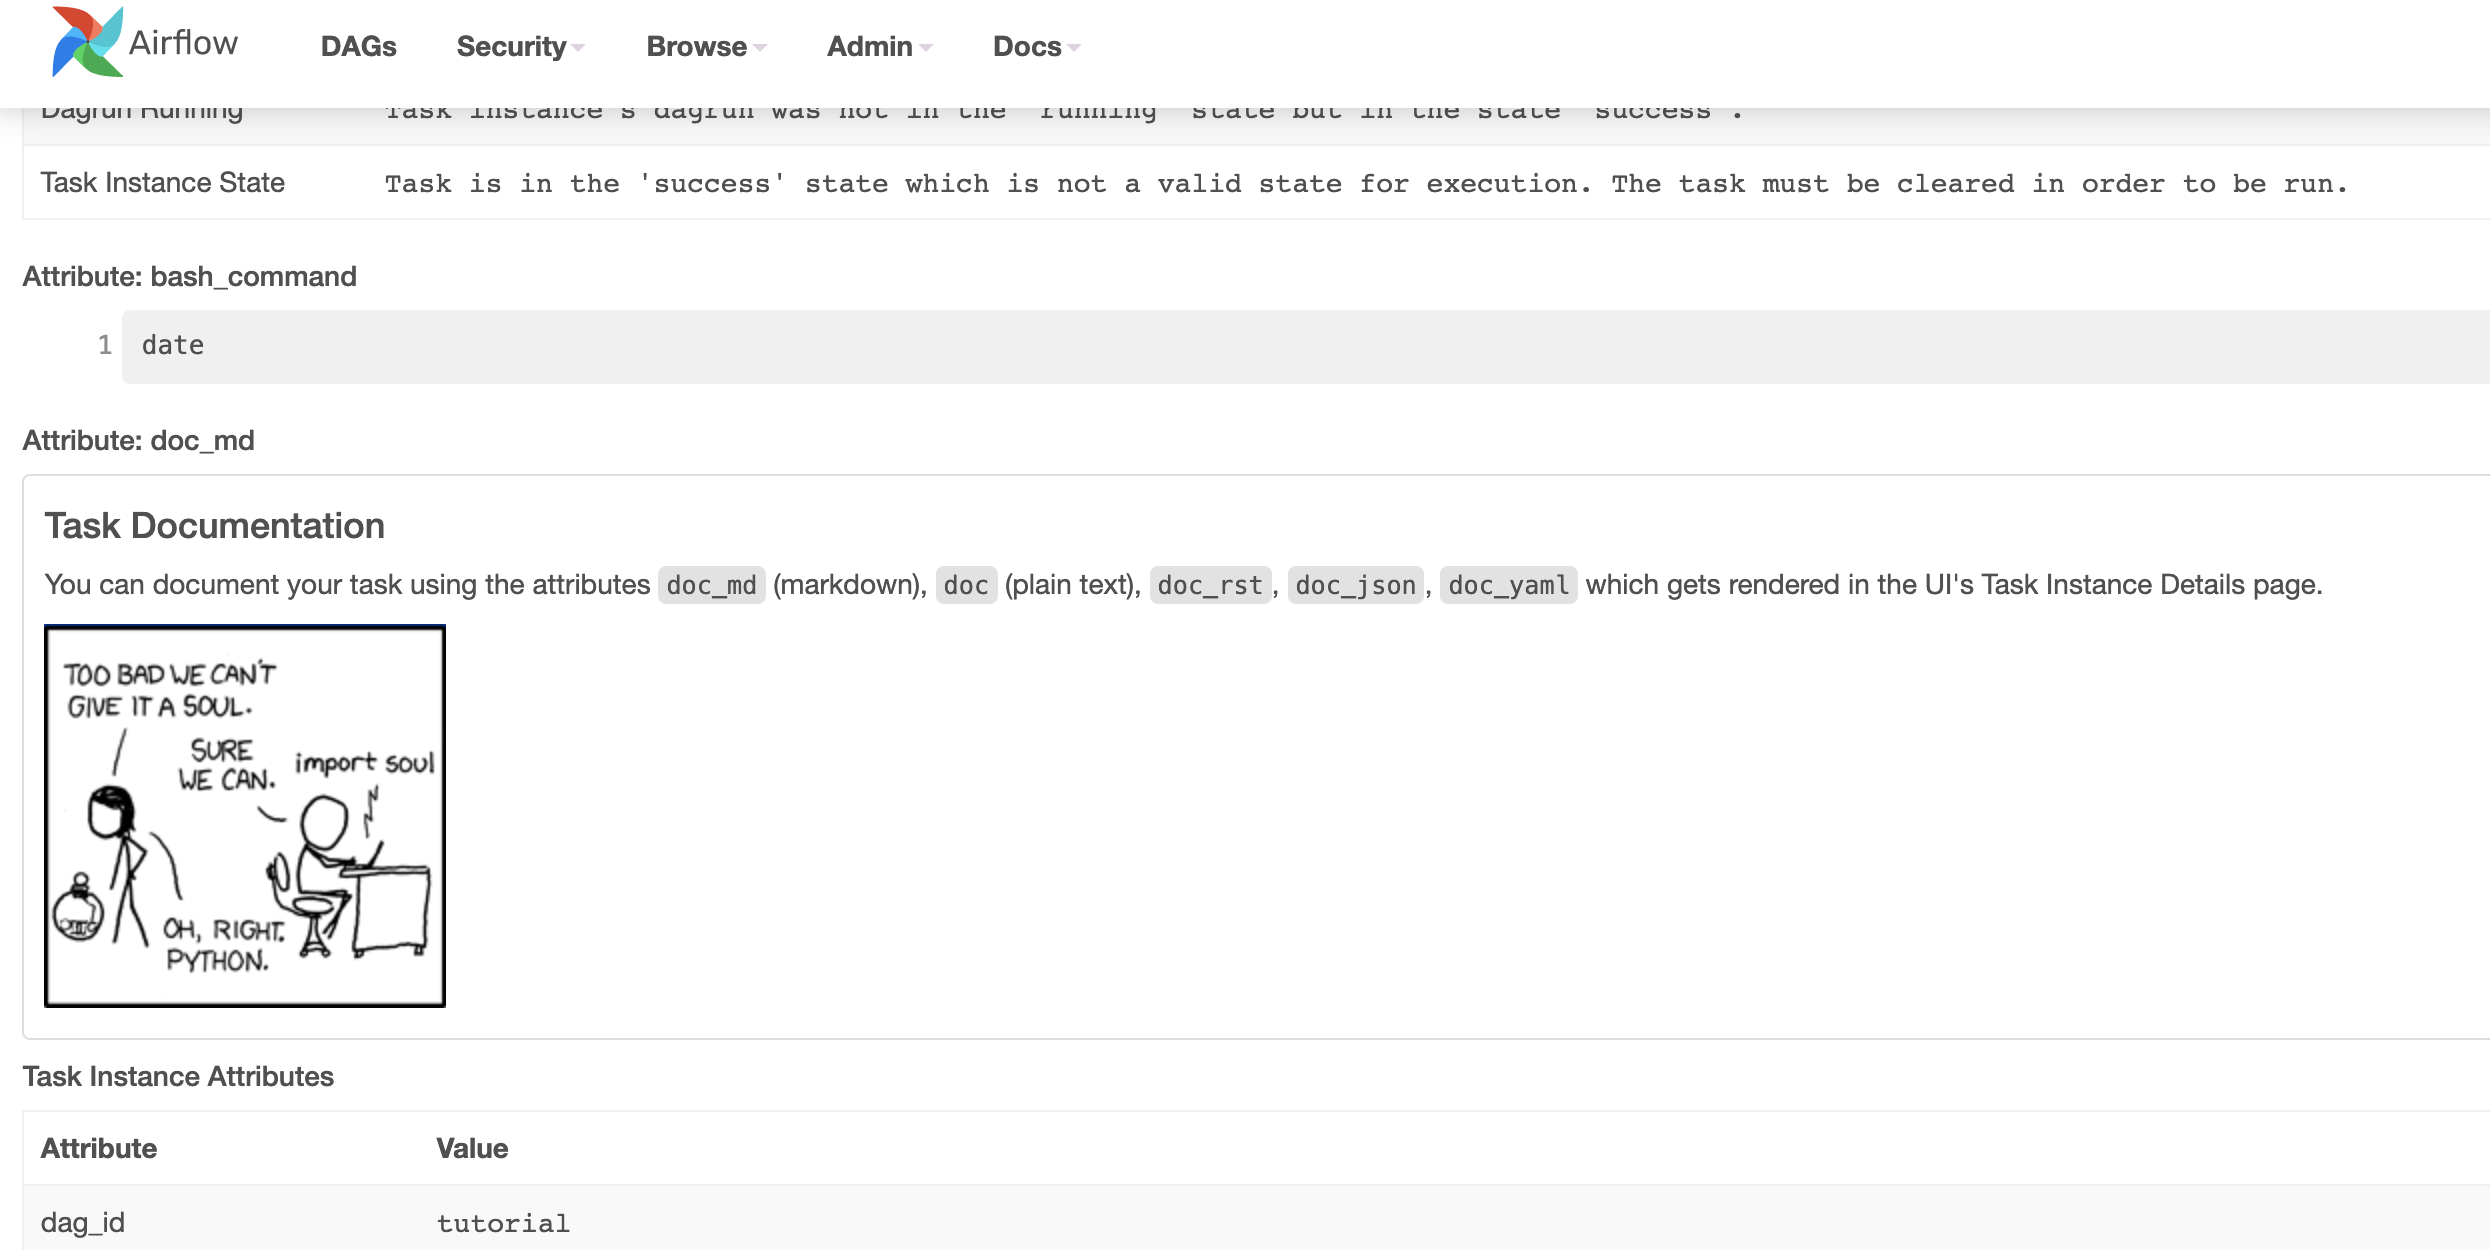 Airflow DAGs Security Browse Admin Docs
Dagrun Running Task instance's dagrun was not in the 'running' state but in the state 'success'.
Task Instance State Task is in the 'success' state which is not a valid state for execution. The task must be cleared in order to be run.
Attribute: bash_command
1 date
Attribute: doc_md
Task Documentation
You can document your task using the attributes doc_md (markdown), doc (plain text), doc_rst, doc_json, doc_yaml which gets rendered in the UI's Task Instance Details page.
TOO BAD WE CAN'T
GIVE IT A SOUL.
SURE
WE CAN.
import soul
OH, RIGHT.
PYTHON.
Task Instance Attributes
Attribute Value
dag_id tutorial